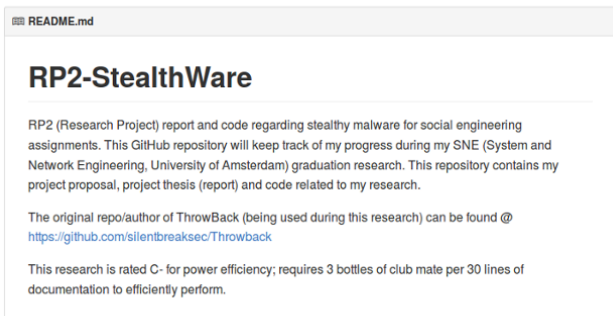 README.md
RP2-StealthWare
RP2 (Research Project) report and code regarding stealthy malware for social engineering
assignments. This GitHub repository will keep track of my progress during my SNE (System and
Network Engineering, University of Amsterdam) graduation research. This repository contains my
project proposal, project thesis (report) and code related to my research.
The original repo/author of ThrowBack (being used during this research) can be found @
https://github.com/silentbreaksec/Throwback
This research is rated C- for power efficiency; requires 3 bottles of club mate per 30 lines of
documentation to efficiently perform.